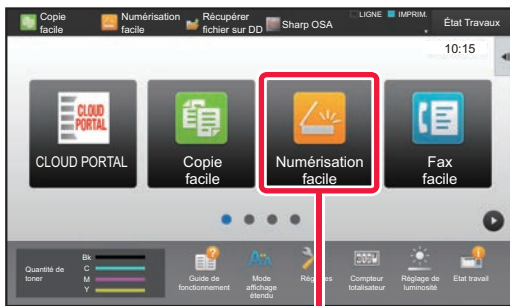 Copie facile
Numérisation facile
Récupérer fichier sur DD
Sharp OSA
LIGNE
IMPRIM.
État Travaux
10:15
CLOUD PORTAL
CLOUD PORTAL
Copie facile
Numérisation facile
Fax facile
Quantité de toner
Bk
C
M
Y
Guide de fonctionnement
Mode affichage étendu
Compteur totalisateur
Réglage de luminosité
Etat travail